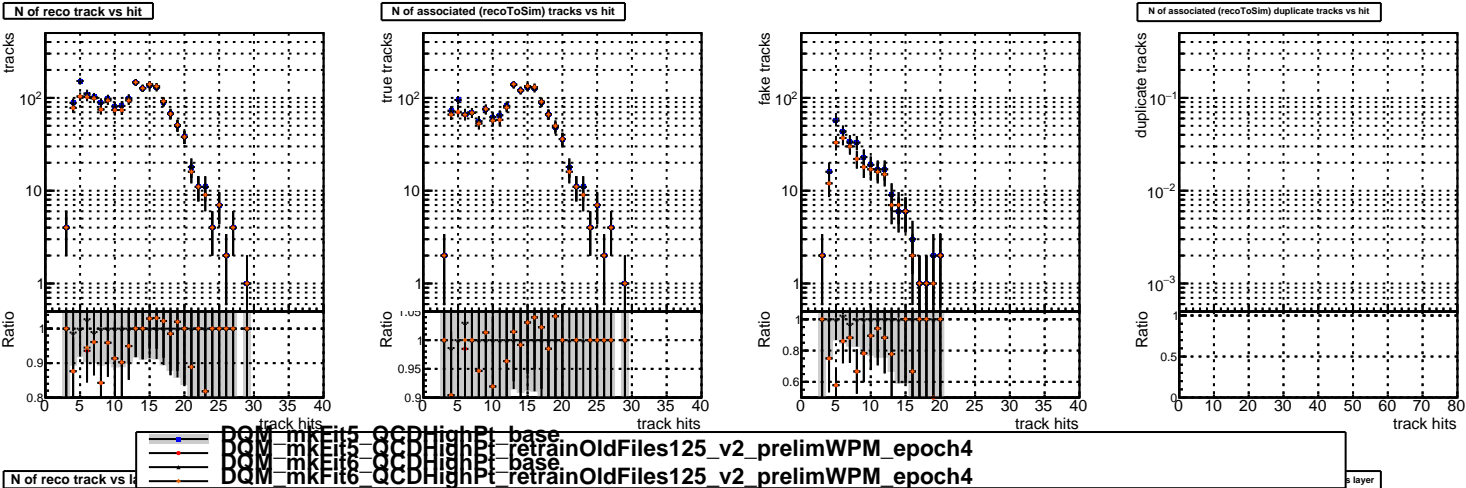 N of reco track vs hit
N of associated (recoToSim) tracks vs hit
N of associated (recoToSim) duplicate tracks vs hit
tracks
10²
10
1
Ratio
1
0.9
0.8
0 5 10 15 20 25 30 35 40
track hits
true tracks
10²
10
1
Ratio
1.05
1
0.95
0.9
0 5 10 15 20 25 30 35 40
track hits
fake tracks
10²
10
1
Ratio
1
0.8
0.6
0 5 10 15 20 25 30 35 40
track hits
duplicate tracks
10⁻¹
10⁻²
10⁻³
Ratio
1
0.5
0
0 10 20 30 40 50 60 70 80
track hits
DQM_mkFit5_QCDHighPt_base
DQM_mkFit5_QCDHighPt_retrainOldFiles125_v2_prelimWPM_epoch4
DQM_mkFit6_QCDHighPt_base
DQM_mkFit6_QCDHighPt_retrainOldFiles125_v2_prelimWPM_epoch4
N of reco track vs la
s layer